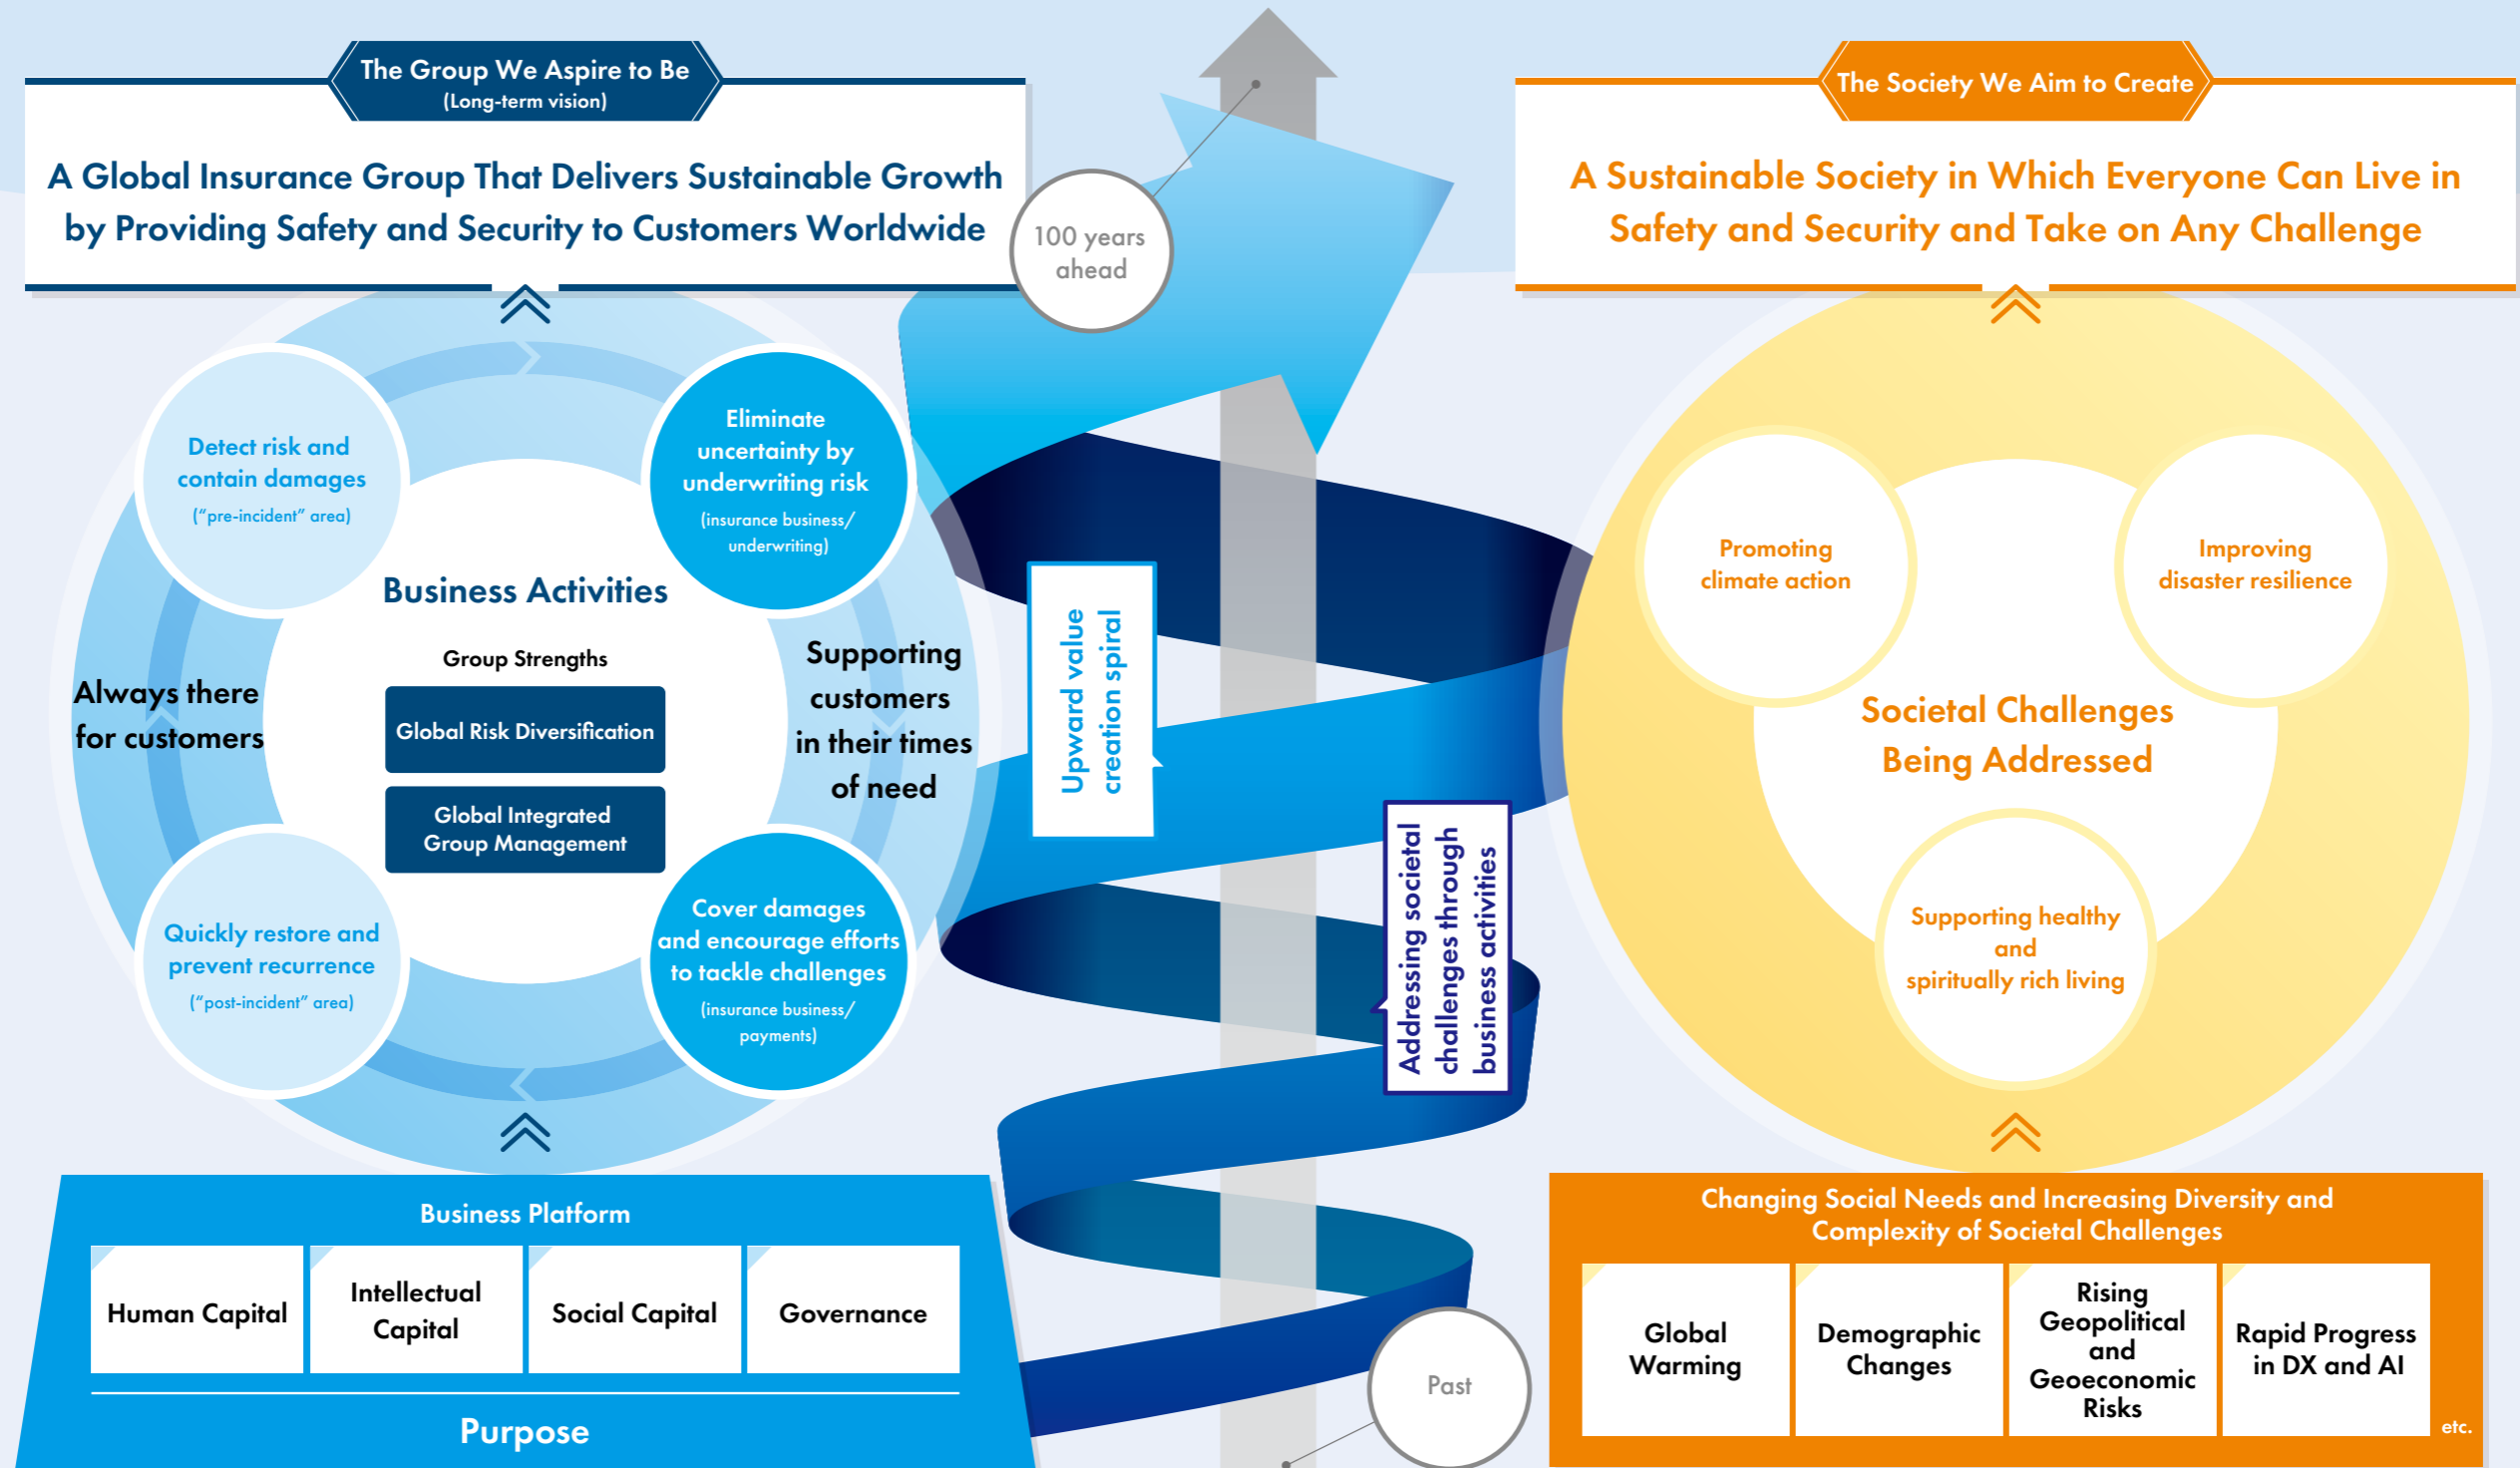 The Group We Aspire to Be
(Long-term vision)
A Global Insurance Group That Delivers Sustainable Growth
by Providing Safety and Security to Customers Worldwide
100 years
ahead
The Society We Aim to Create
A Sustainable Society in Which Everyone Can Live in
Safety and Security and Take on Any Challenge
Detect risk and
contain damages
("pre-incident" area)
Eliminate
uncertainty by
underwriting risk
(insurance business/
underwriting)
Business Activities
Group Strengths
Global Risk Diversification
Global Integrated
Group Management
Always there
for customers
Supporting
customers
in their times
of need
Quickly restore and
prevent recurrence
("post-incident" area)
Cover damages
and encourage efforts
to tackle challenges
(insurance business/
payments)
Upward value
creation spiral
Addressing societal
challenges through
business activities
Promoting
climate action
Improving
disaster resilience
Societal Challenges
Being Addressed
Supporting healthy
and
spiritually rich living
Business Platform
Human Capital
Intellectual
Capital
Social Capital
Governance
Purpose
Past
Changing Social Needs and Increasing Diversity and
Complexity of Societal Challenges
Global
Warming
Demographic
Changes
Rising
Geopolitical
and
Geoeconomic
Risks
Rapid Progress
in DX and AI
etc.